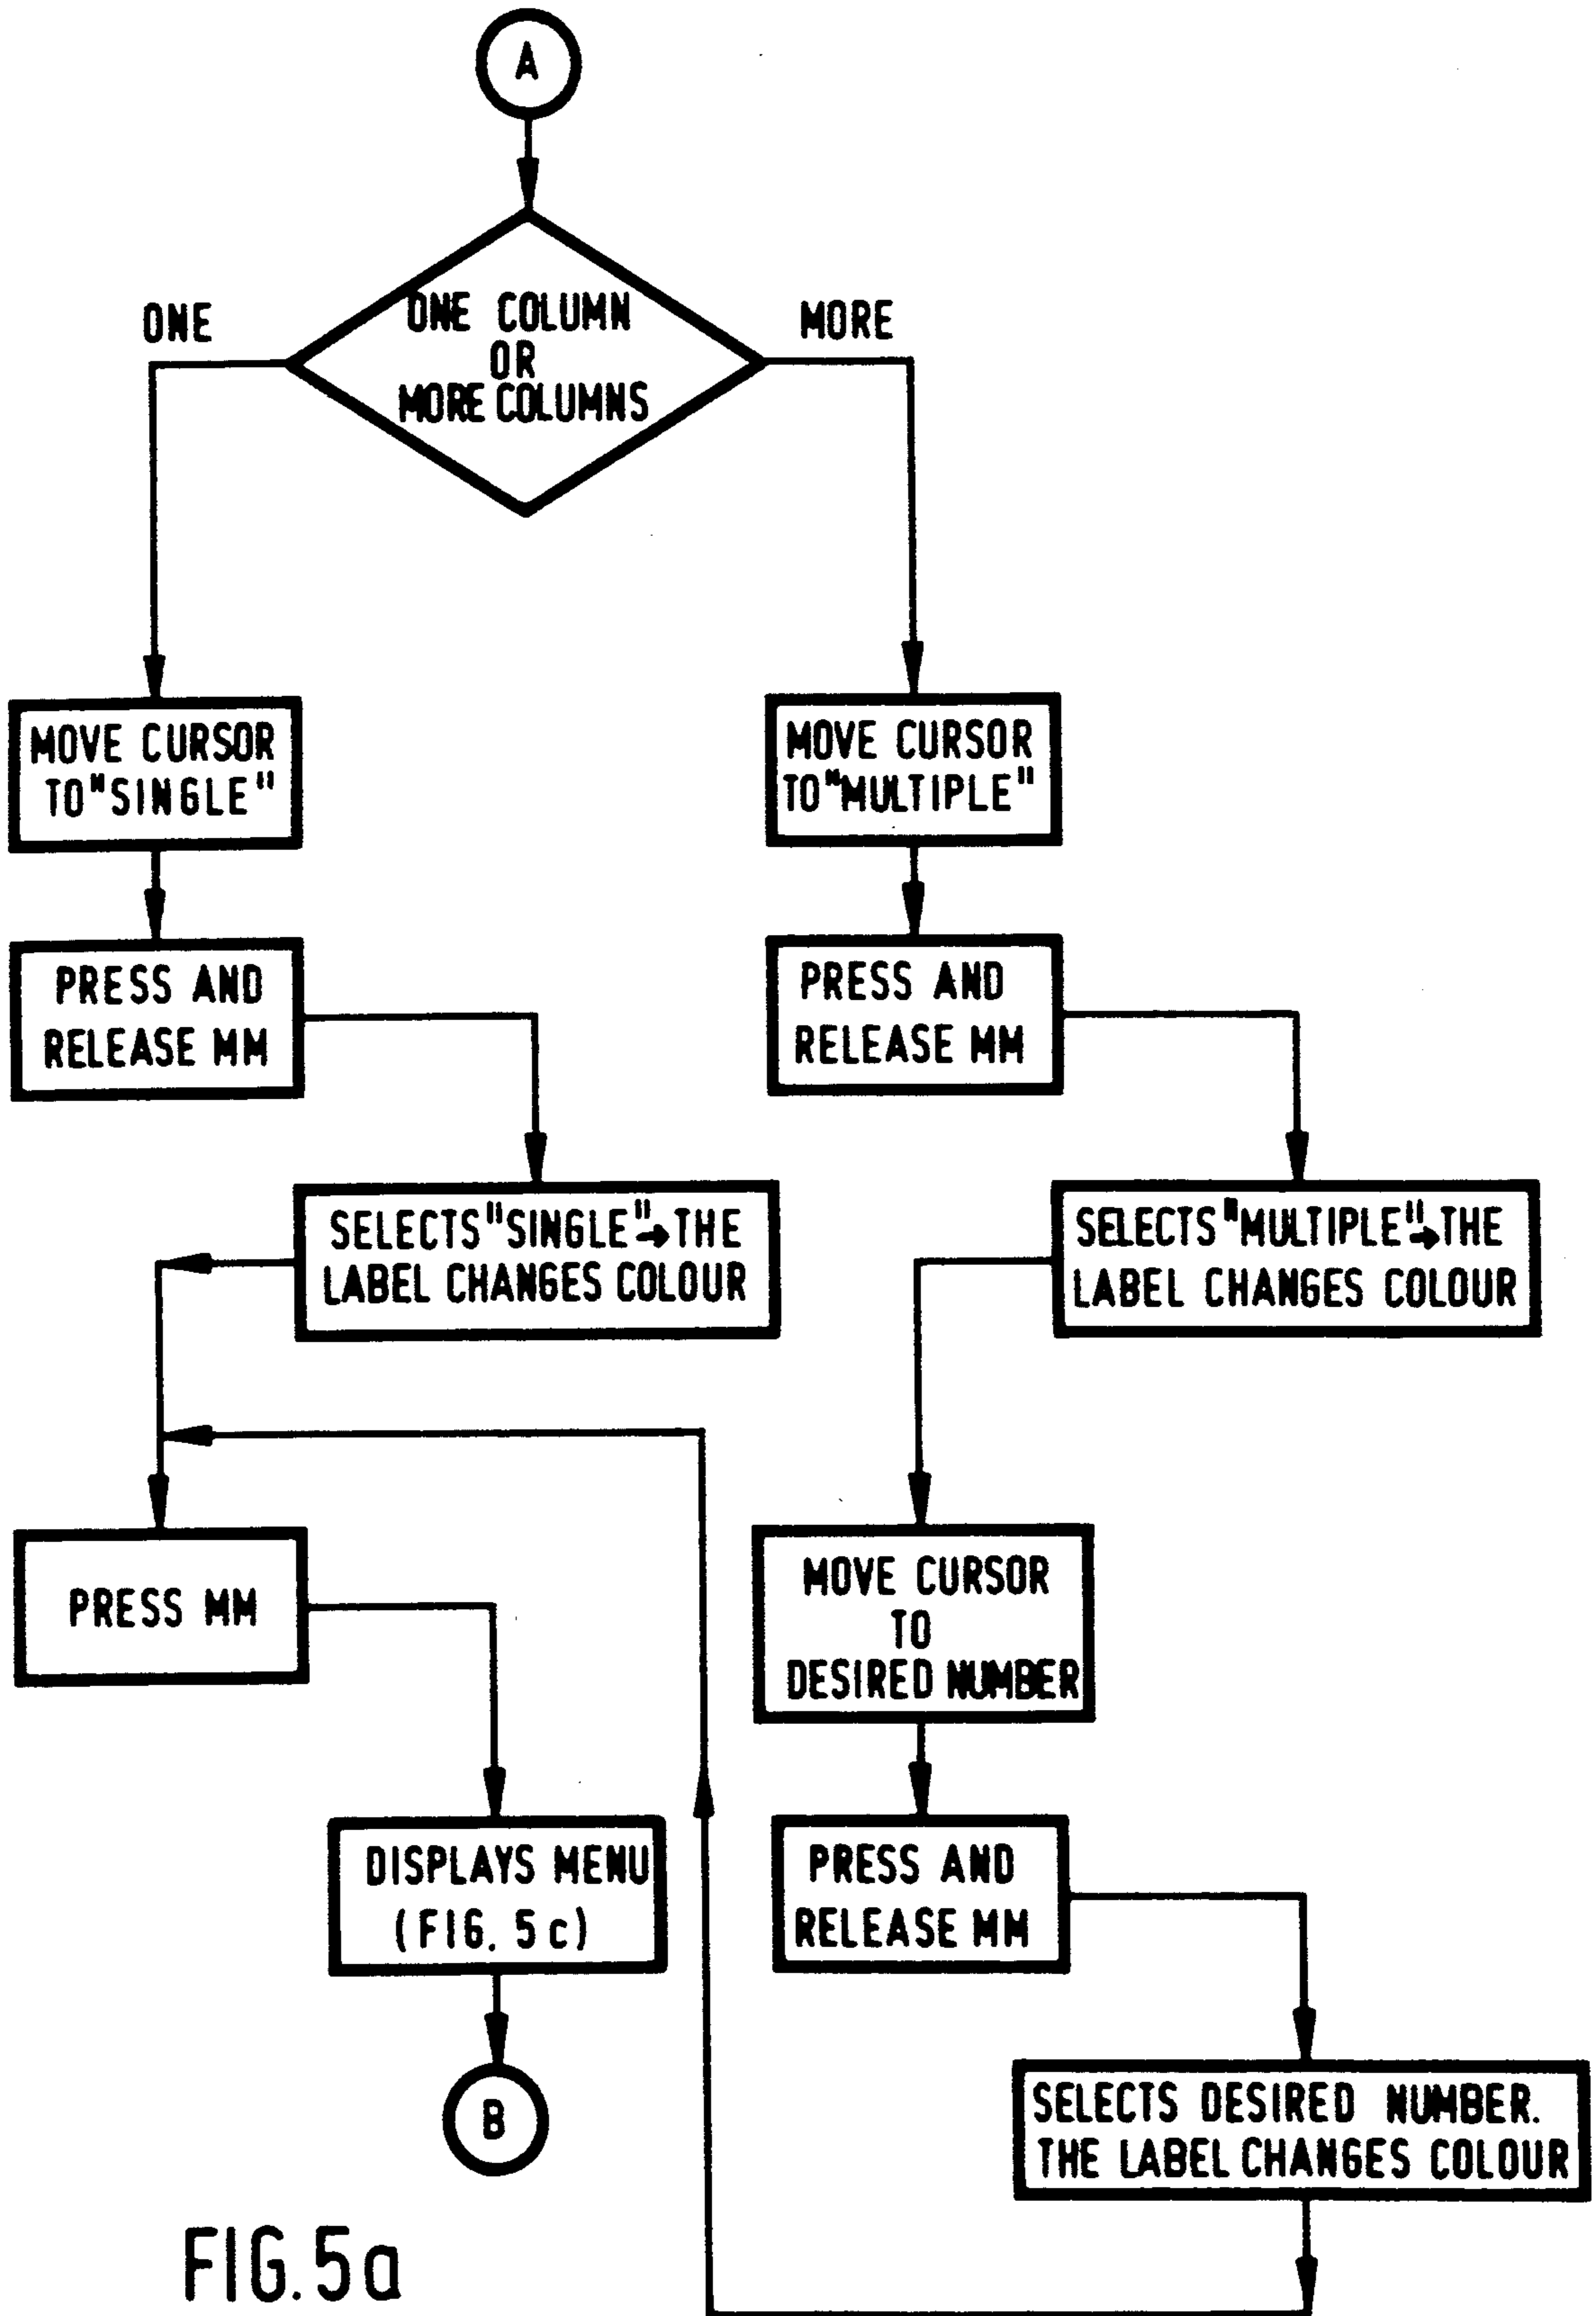 A
ONE COLUMN
OR
MORE COLUMNS
ONE
MORE
MOVE CURSOR
TO "SINGLE"
MOVE CURSOR
TO "MULTIPLE"
PRESS AND
RELEASE MM
PRESS AND
RELEASE MM
SELECTS "SINGLE" → THE
LABEL CHANGES COLOUR
SELECTS "MULTIPLE" → THE
LABEL CHANGES COLOUR
PRESS MM
MOVE CURSOR
TO
DESIRED NUMBER
DISPLAYS MENU
(FIG. 5c)
PRESS AND
RELEASE MM
B
SELECTS DESIRED NUMBER.
THE LABEL CHANGES COLOUR
FIG. 5a